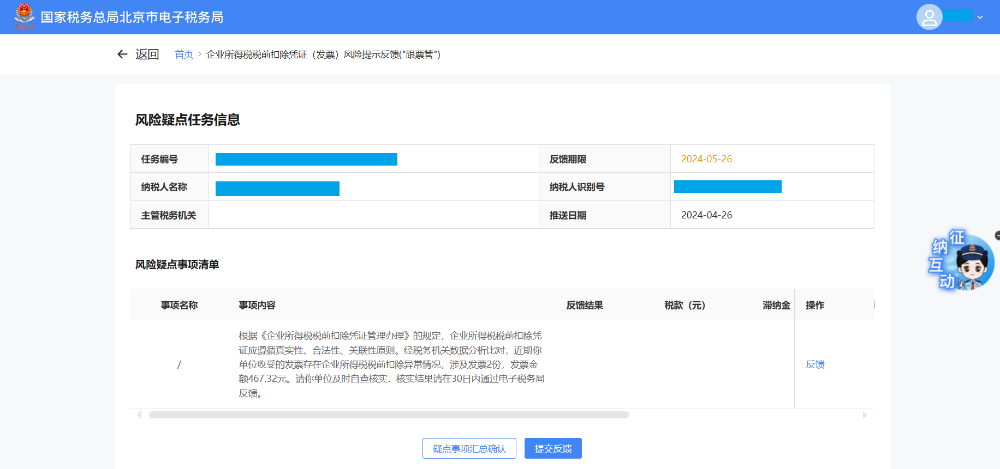 国家税务总局北京市电子税务局
返回 首页 > 企业所得税税前扣除凭证（发票）风险提示反馈("跟票管")
风险疑点任务信息
任务编号 反馈期限 2024-05-26
纳税人名称 纳税人识别号
主管税务机关 推送日期 2024-04-26
征
纳
互
动
风险疑点事项清单
事项名称 事项内容 反馈结果 税款（元） 滞纳金 操作
根据《企业所得税税前扣除凭证管理办理》的规定，企业所得税税前扣除凭
证应遵循真实性、合法性、关联性原则。经税务机关数据分析比对，近期你
/ 单位收受的发票存在企业所得税税前扣除异常情况，涉及发票2份，发票金 反馈
额467.32元。请你单位及时自查核实，核实结果请在30日内通过电子税务局
反馈。
疑点事项汇总确认 提交反馈